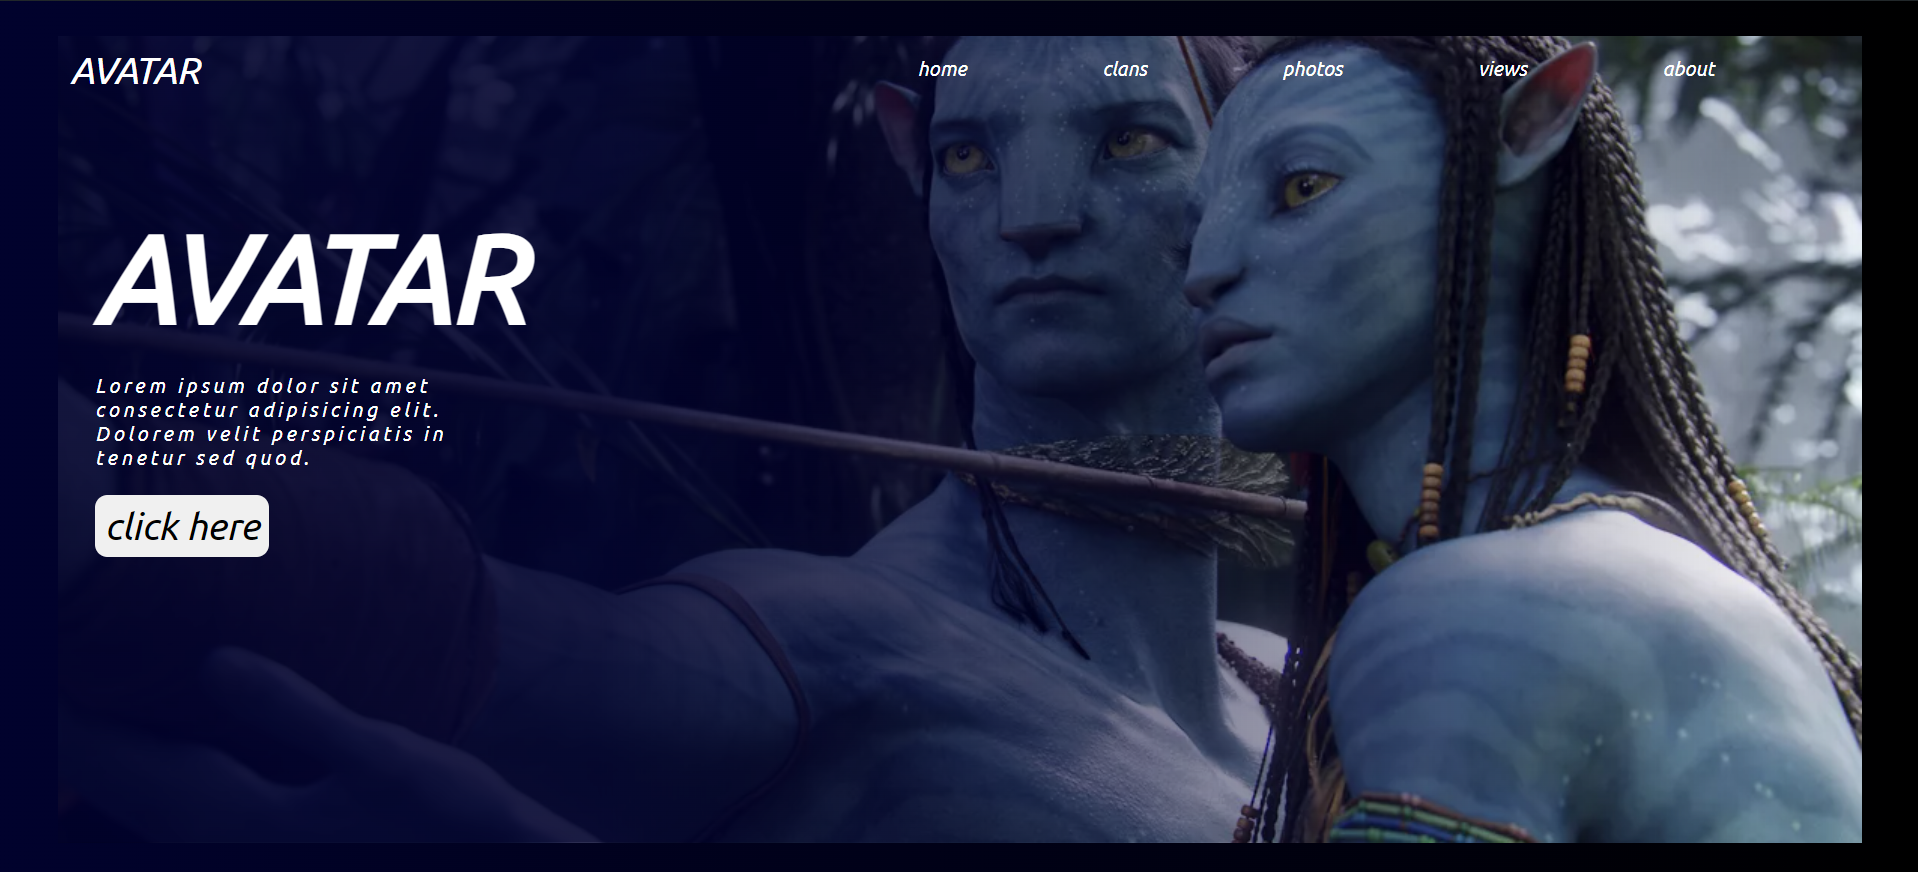 AVATAR
home clans photos views about
AVATAR
Lorem ipsum dolor sit amet
consectetur adipisicing elit.
Dolorem velit perspiciatis in
tenetur sed quod.
click here